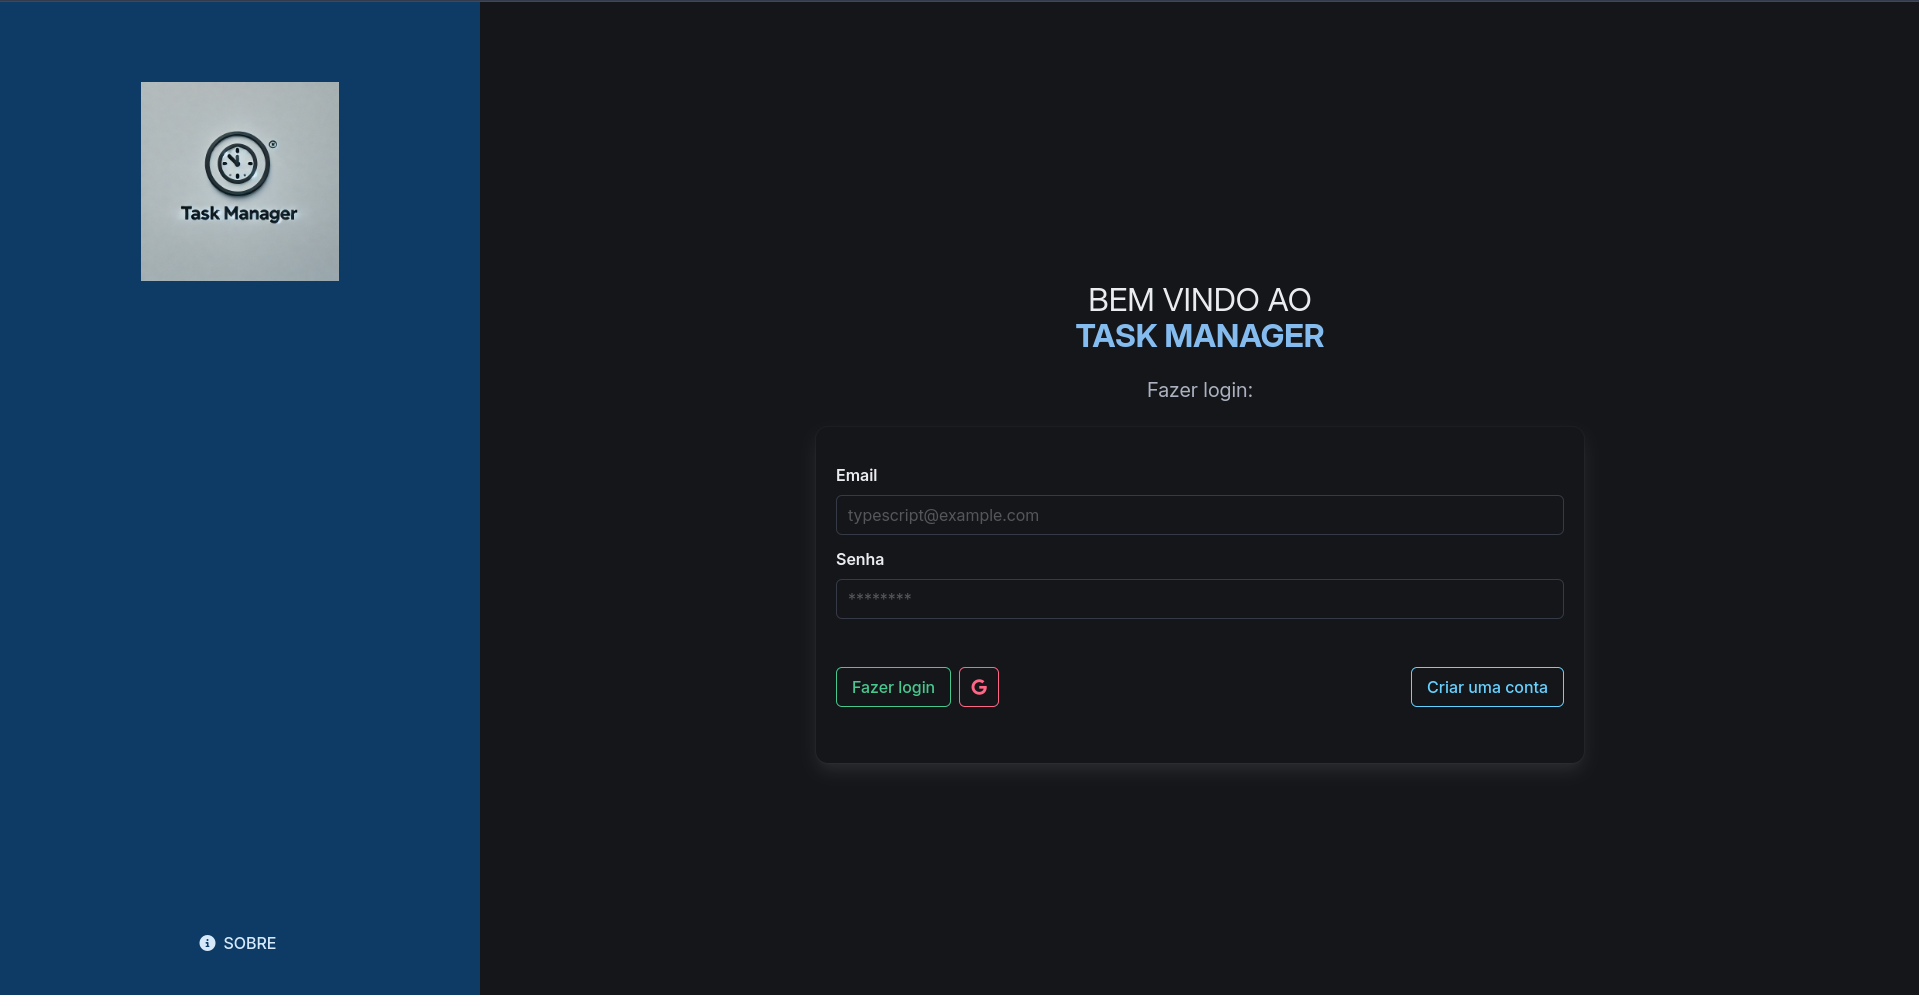 Task Manager
BEM VINDO AO
TASK MANAGER
Fazer login:
Email
typescript@example.com
Senha
********
Fazer login
G
Criar uma conta
SOBRE